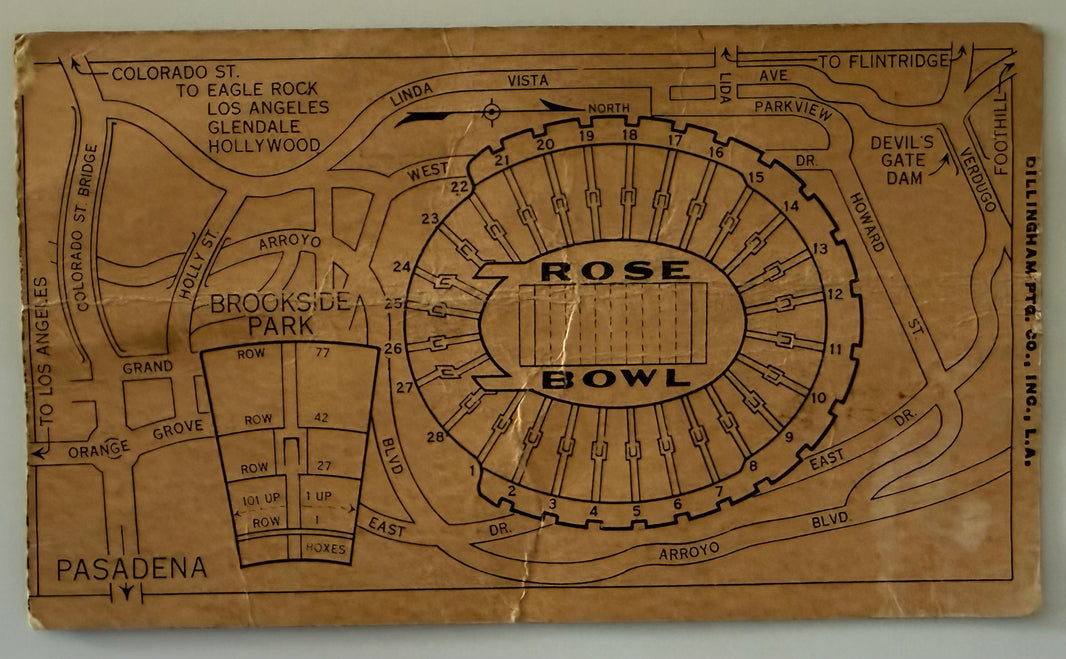 COLORADO ST.
TO EAGLE ROCK
LOS ANGELES
GLENDALE
HOLLYWOOD
LINDA
VISTA
AVE
LIDA
TO FLINTRIDGE
PARKVIEW
NORTH
DEVIL'S
GATE
DAM
FOOTHILL
VERDUGO
DR.
HOWARD
ST.
WEST
COLORADO ST. BRIDGE
HOLLY ST.
ARROYO
BROOKSIDE
PARK
TO LOS ANGELES
GRAND
ORANGE GROVE
PASADENA
ROW 77
ROW 42
ROW 27
101 UP 1 UP
ROW 1
BOXES
BLVD
EAST
DR.
ARROYO
BLVD.
EAST
DR.
ROSE
BOWL
1
2
3
4
5
6
7
8
9
10
11
12
13
14
15
16
17
18
19
20
21
22
23
24
25
26
27
28
DILLINGHAM PTG. CO., INC., L.A.